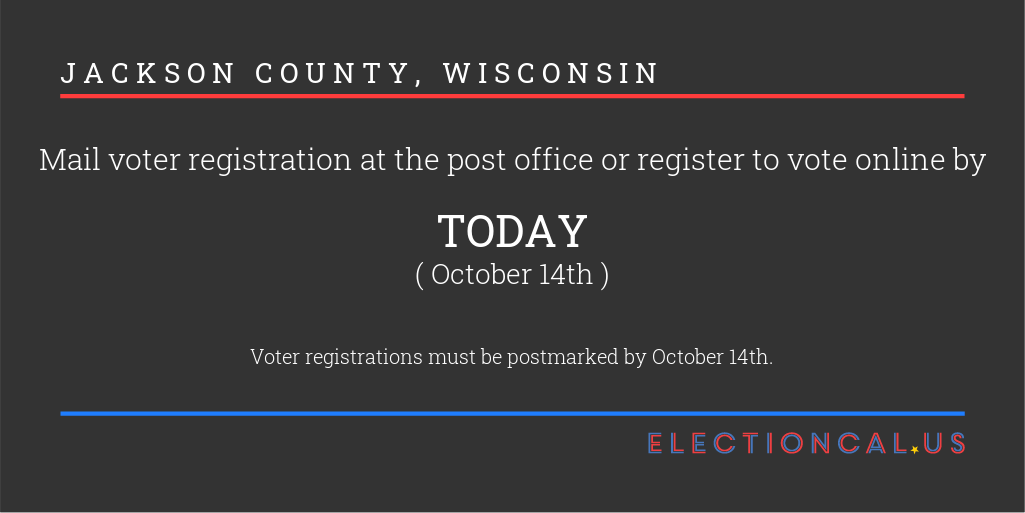 JACKSON COUNTY, WISCONSIN
Mail voter registration at the post office or register to vote online by
TODAY
( October 14th )
Voter registrations must be postmarked by October 14th.
ELECTIONCAL.US